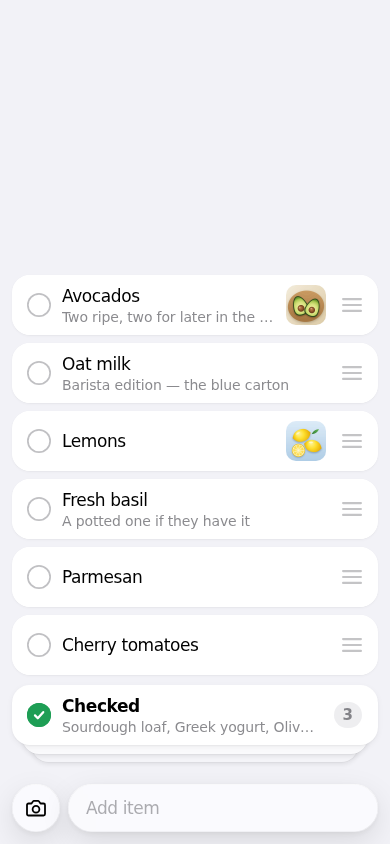 Avocados
Two ripe, two for later in the …
Oat milk
Barista edition — the blue carton
Lemons
Fresh basil
A potted one if they have it
Parmesan
Cherry tomatoes
Checked
3
Sourdough loaf, Greek yogurt, Oliv…
Add item